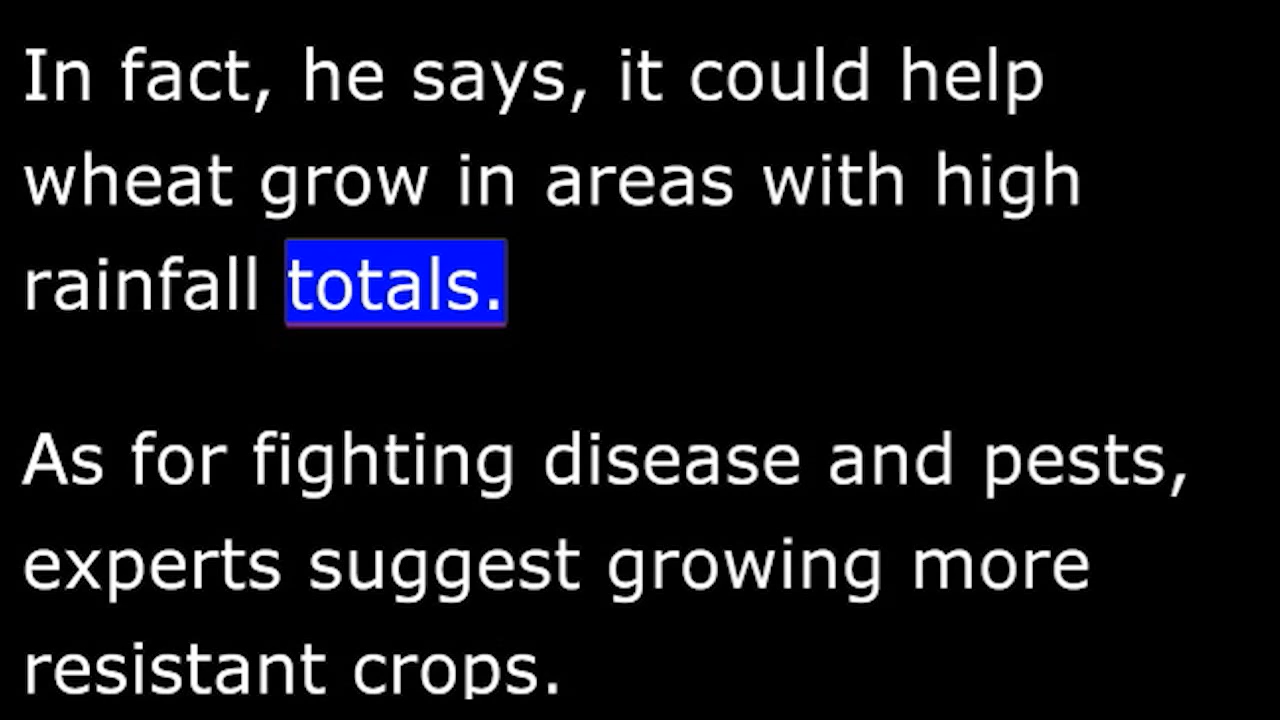 In fact, he says, it could help
wheat grow in areas with high
rainfall totals.
As for fighting disease and pests,
experts suggest growing more
resistant crops.